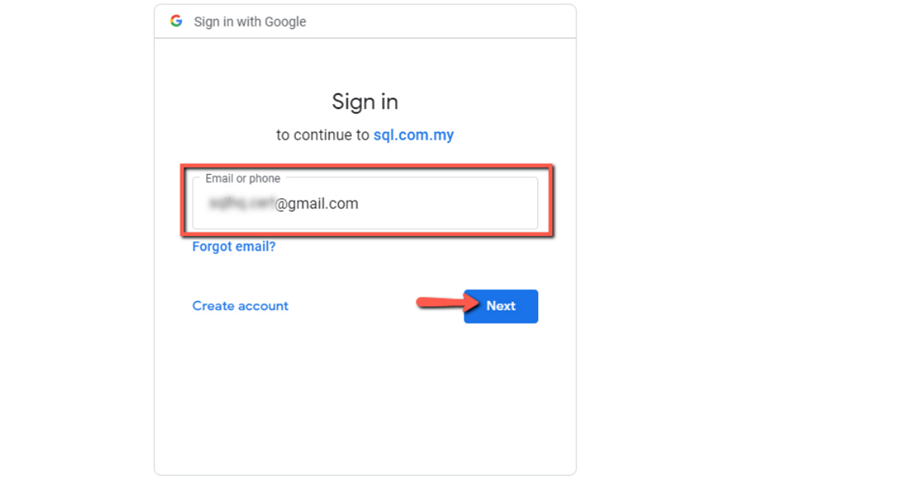 Sign in with Google
Sign in
to continue to sql.com.my
Email or phone
@gmail.com
Forgot email?
Create account
Next